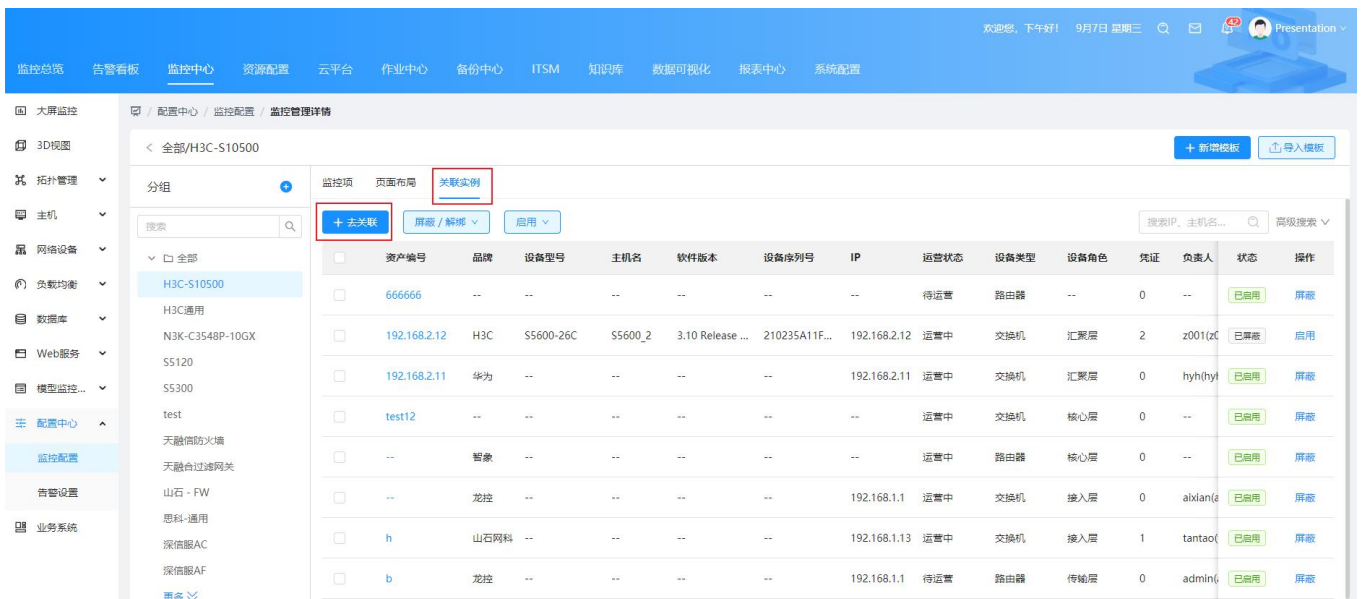 欢迎您，下午好! 9月7日 星期三 42 Presentation
监控总览 告警看板 监控中心 资源配置 云平台 作业中心 备份中心 ITSM 知识库 数据可视化 报表中心 系统配置
大屏监控
3D视图
拓扑管理
主机
网络设备
负载均衡
数据库
Web服务
模型监控...
配置中心
监控配置
告警设置
业务系统
/ 配置中心 / 监控配置 / 监控管理详情
< 全部/H3C-S10500
+ 新增模板 导入模板
分组
搜索
全部
H3C-S10500
H3C通用
N3K-C3548P-10GX
S5120
S5300
test
天融信防火墙
天融合过滤网关
山石 - FW
思科-通用
深信服AC
深信服AF
更多
监控项 页面布局 关联实例
+ 去关联 屏蔽 / 解绑 启用 搜索IP、主机名... 高级搜索
资产编号 品牌 设备型号 主机名 软件版本 设备序列号 IP 运营状态 设备类型 设备角色 凭证 负责人 状态 操作
666666 -- -- -- -- -- -- 待运营 路由器 -- 0 -- 已启用 屏蔽
192.168.2.12 H3C S5600-26C S5600_2 3.10 Release ... 210235A11F... 192.168.2.12 运营中 交换机 汇聚层 2 z001(z0 已屏蔽 启用
192.168.2.11 华为 -- -- -- -- 192.168.2.11 运营中 交换机 汇聚层 0 hyh(hyh 已启用 屏蔽
test12 -- -- -- -- -- -- 运营中 交换机 核心层 0 -- 已启用 屏蔽
-- 智象 -- -- -- -- -- 运营中 路由器 核心层 0 -- 已启用 屏蔽
-- 龙控 -- -- -- -- 192.168.1.1 运营中 交换机 接入层 0 alxian(a 已启用 屏蔽
h 山石网科 -- -- -- -- 192.168.1.13 运营中 交换机 接入层 1 tantao( 已启用 屏蔽
b 龙控 -- -- -- -- 192.168.1.1 待运营 路由器 传输层 0 admin(a 已启用 屏蔽